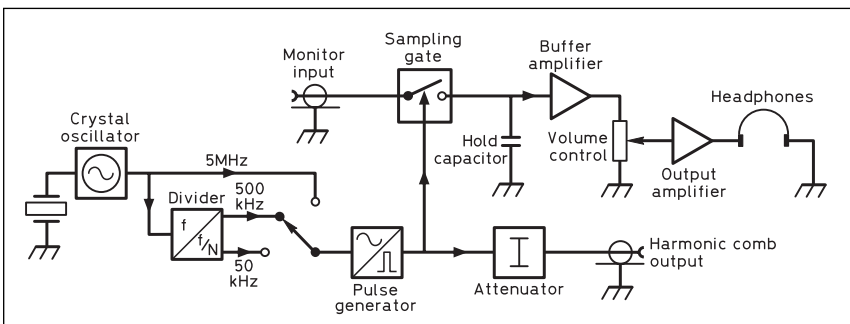 Sampling
gate
Monitor
input
Buffer
amplifier
Headphones
Crystal
oscillator
Hold
capacitor
Volume
control
Output
amplifier
5MHz
Divider
500
kHz
f
f/N
50
kHz
Pulse
generator
Attenuator
Harmonic comb
output